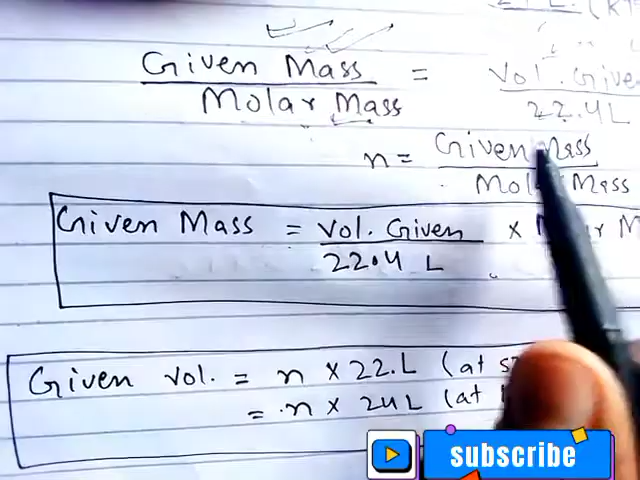 Given Mass = Vol. Given
Molar Mass 22.4L
n = Given Mass
Molar Mass
Given Mass = Vol. Given ×
22.4 L
Given Vol. = n × 22.L (at
= n × 24L (at
subscribe